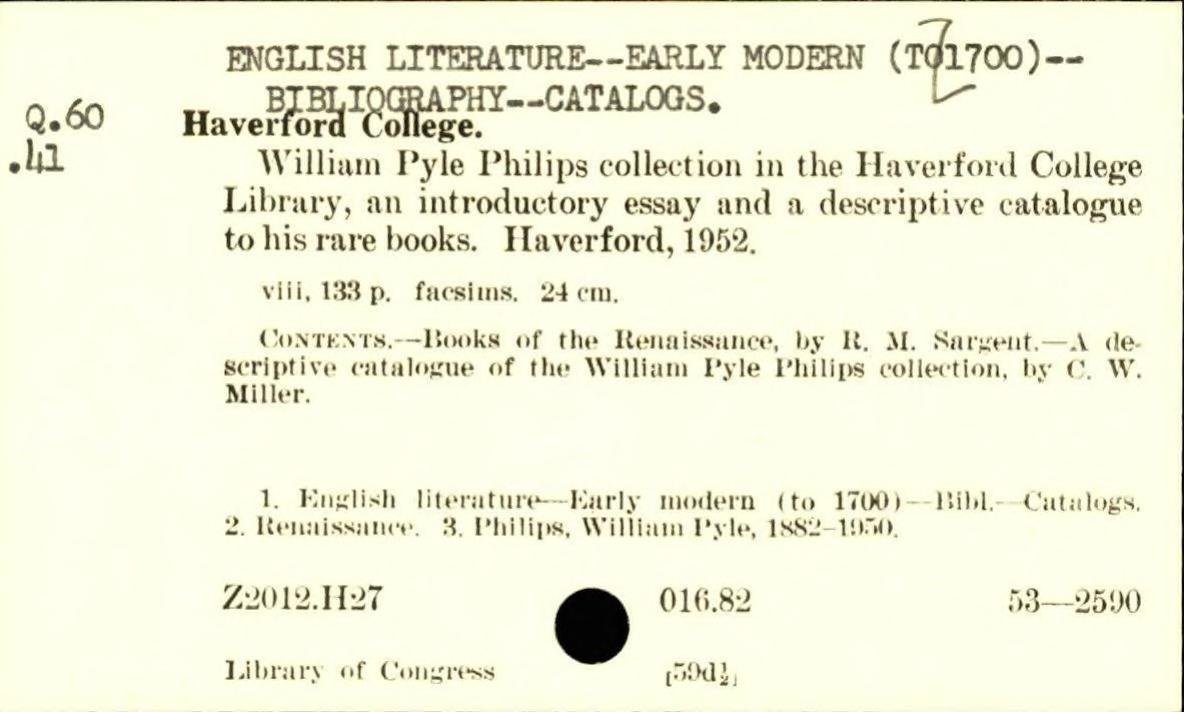 ENGLISH LITERATURE--EARLY MODERN (TO 1700)--
BIBLIOGRAPHY--CATALOGS.
Q.60
.41
Haverford College.
William Pyle Philips collection in the Haverford College
Library, an introductory essay and a descriptive catalogue
to his rare books. Haverford, 1952.
viii, 133 p. facsims. 24 cm.
CONTENTS.—Books of the Renaissance, by R. M. Sargent.—A de-
scriptive catalogue of the William Pyle Philips collection, by C. W.
Miller.
1. English literature—Early modern (to 1700)—Bibl.—Catalogs.
2. Renaissance. 3. Philips, William Pyle, 1882–1950.
Z2012.H27 016.82 53—2590
Library of Congress [59d½]